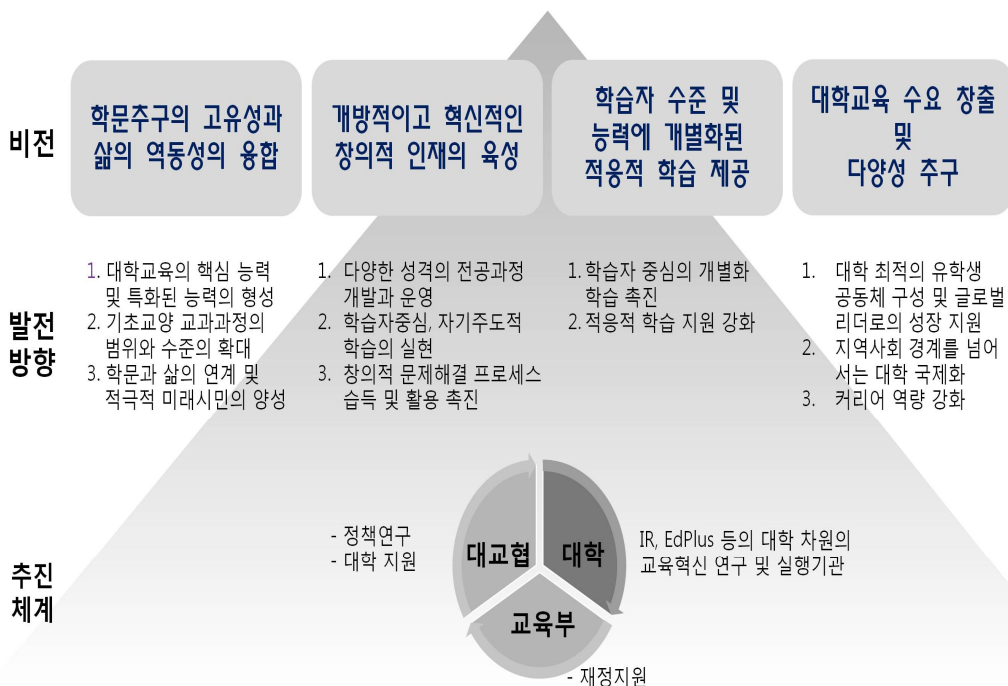 비전
학문추구의 고유성과
삶의 역동성의 융합
개방적이고 혁신적인
창의적 인재의 육성
학습자 수준 및
능력에 개별화된
적응적 학습 제공
대학교육 수요 창출
및
다양성 추구
발전
방향
1. 대학교육의 핵심 능력
및 특화된 능력의 형성
2. 기초교양 교과과정의
범위와 수준의 확대
3. 학문과 삶의 연계 및
적극적 미래시민의 양성
1. 다양한 성격의 전공과정
개발과 운영
2. 학습자중심, 자기주도적
학습의 실현
3. 창의적 문제해결 프로세스
습득 및 활용 촉진
1. 학습자 중심의 개별화
학습 촉진
2. 적응적 학습 지원 강화
1. 대학 최적의 유학생
공동체 구성 및 글로벌
리더로의 성장 지원
2. 지역사회 경계를 넘어
서는 대학 국제화
3. 커리어 역량 강화
추진
체계
- 정책연구
- 대학 지원
대교협
대학
교육부
IR, EdPlus 등의 대학 차원의
교육혁신 연구 및 실행기관
- 재정지원